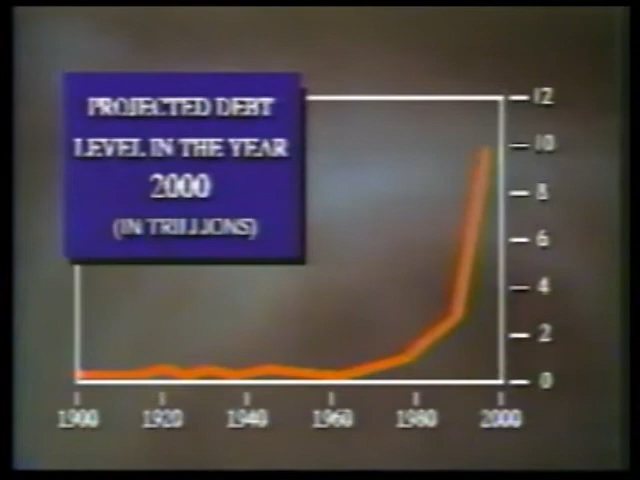 PROJECTED DEBT
LEVEL IN THE YEAR
2000
(IN TRILLIONS)
12
10
8
6
4
2
0
1900 1920 1940 1960 1980 2000